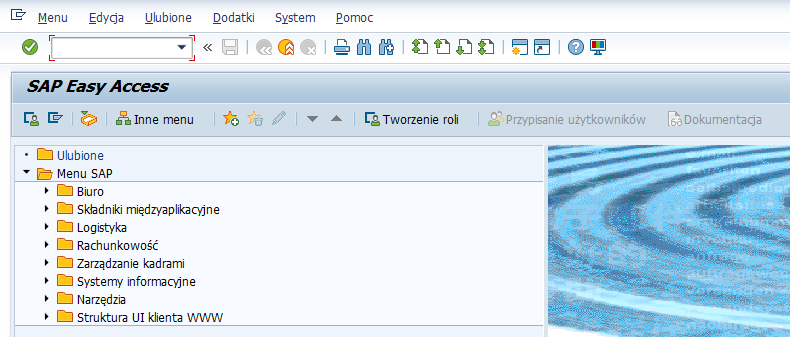 Menu Edycja Ulubione Dodatki System Pomoc
SAP Easy Access
Inne menu Tworzenie roli Przypisanie użytkowników Dokumentacja
Ulubione
Menu SAP
Biuro
Składniki międzyaplikacyjne
Logistyka
Rachunkowość
Zarządzanie kadrami
Systemy informacyjne
Narzędzia
Struktura UI klienta WWW